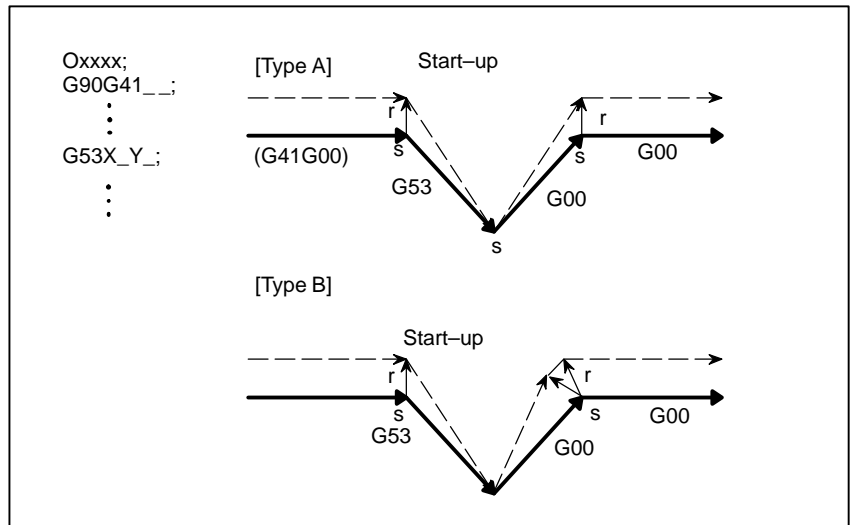 Oxxxx;
G90G41_ _;
G53X_Y_;
[Type A]
Start–up
r
r
s
s
(G41G00)
G00
G53
G00
s
[Type B]
Start–up
r
r
s
s
G53
G00
G00